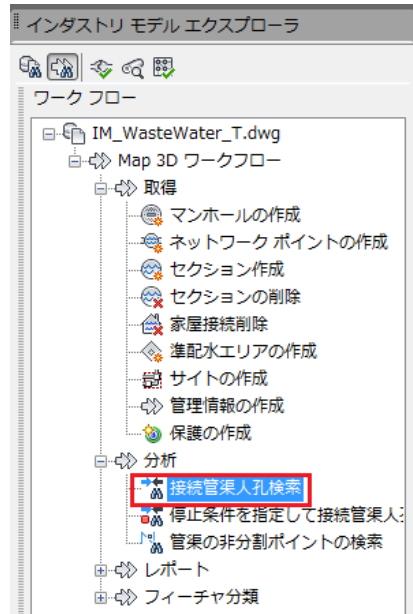 インダストリ モデル エクスプローラ
ワーク フロー
IM_WasteWater_T.dwg
Map 3D ワークフロー
取得
マンホールの作成
ネットワーク ポイントの作成
セクション作成
セクションの削除
家屋接続削除
準配水エリアの作成
サイトの作成
管理情報の作成
保護の作成
分析
接続管渠人孔検索
停止条件を指定して接続管渠人
管渠の非分割ポイントの検索
レポート
フィーチャ分類